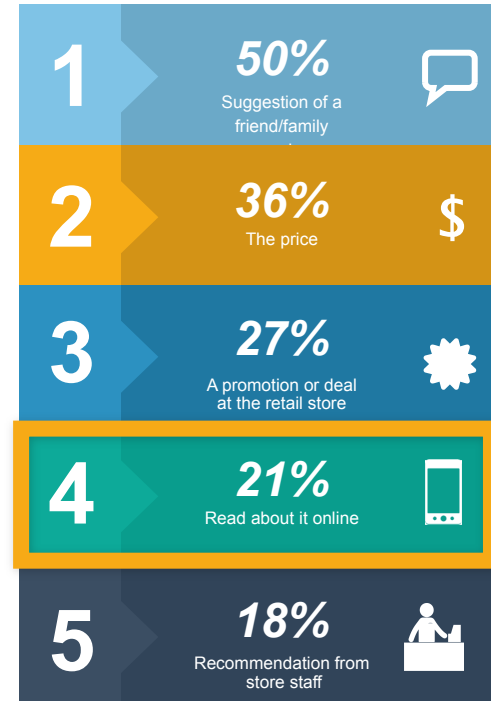 1
50%
Suggestion of a
friend/family
2
36%
The price
$
3
27%
A promotion or deal
at the retail store
4
21%
Read about it online
5
18%
Recommendation from
store staff